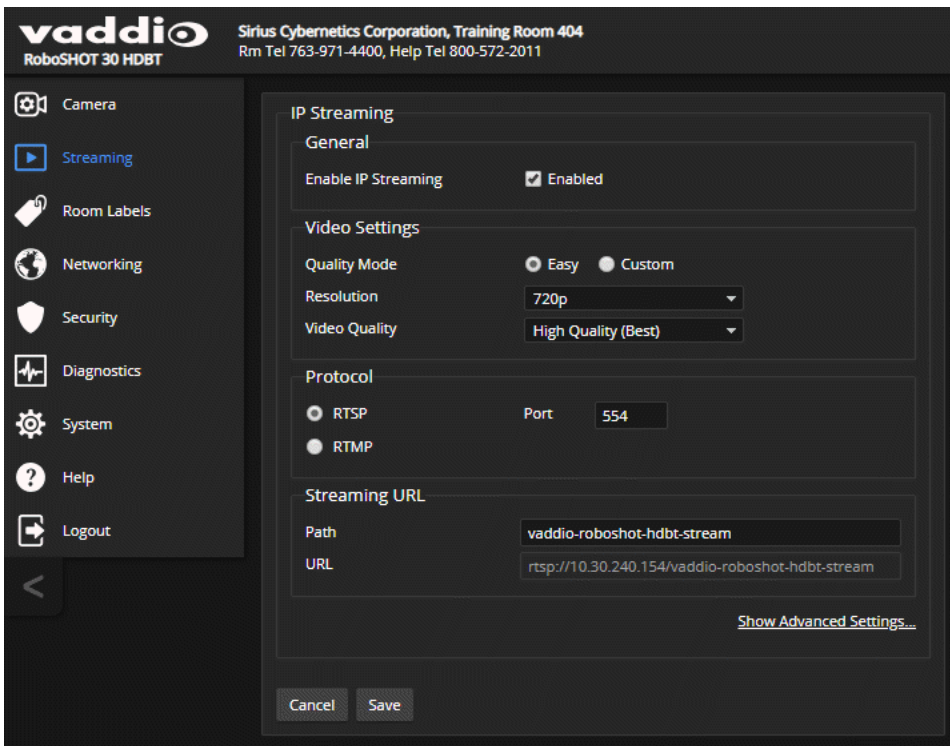 vaddio
RoboSHOT 30 HDBT
Sirius Cybernetics Corporation, Training Room 404
Rm Tel 763-971-4400, Help Tel 800-572-2011
Camera
Streaming
Room Labels
Networking
Security
Diagnostics
System
Help
Logout
<
IP Streaming
General
Enable IP Streaming Enabled
Video Settings
Quality Mode Easy Custom
Resolution 720p
Video Quality High Quality (Best)
Protocol
RTSP Port 554
RTMP
Streaming URL
Path vaddio-roboshot-hdbt-stream
URL rtsp://10.30.240.154/vaddio-roboshot-hdbt-stream
Show Advanced Settings...
Cancel Save